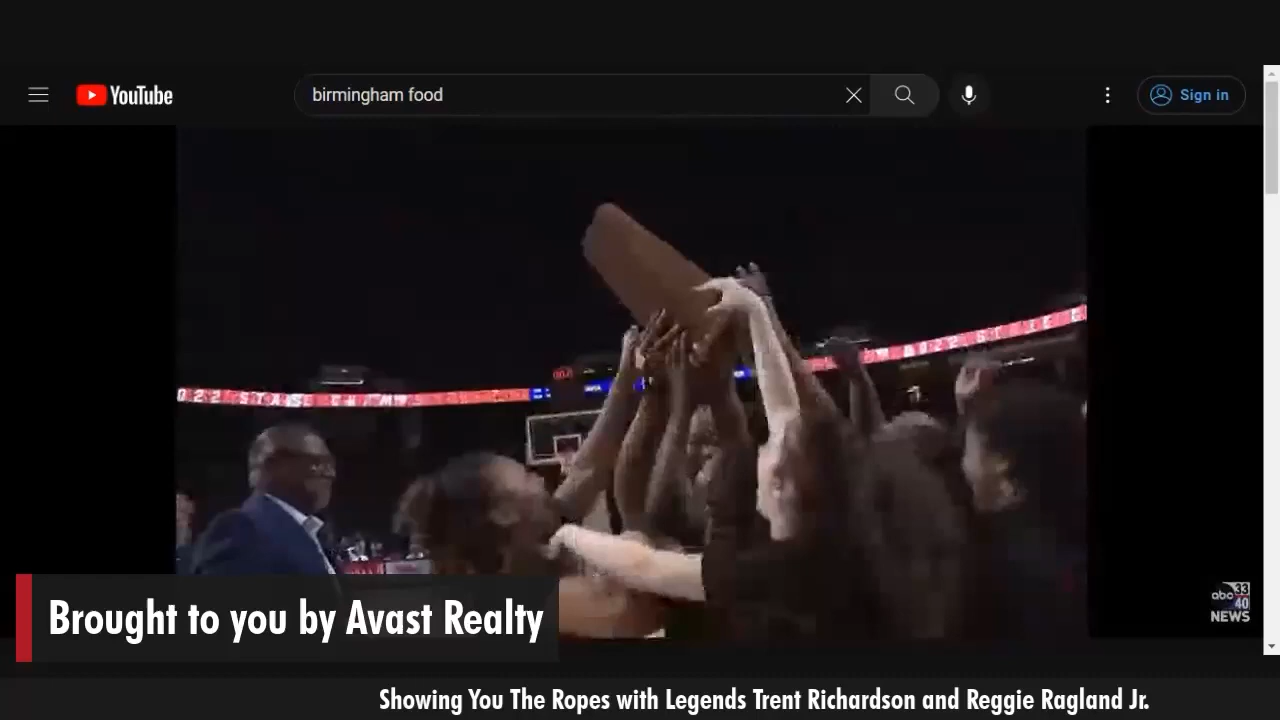 YouTube
birmingham food
Sign in
abc 33
40
NEWS
Brought to you by Avast Realty
Showing You The Ropes with Legends Trent Richardson and Reggie Ragland Jr.